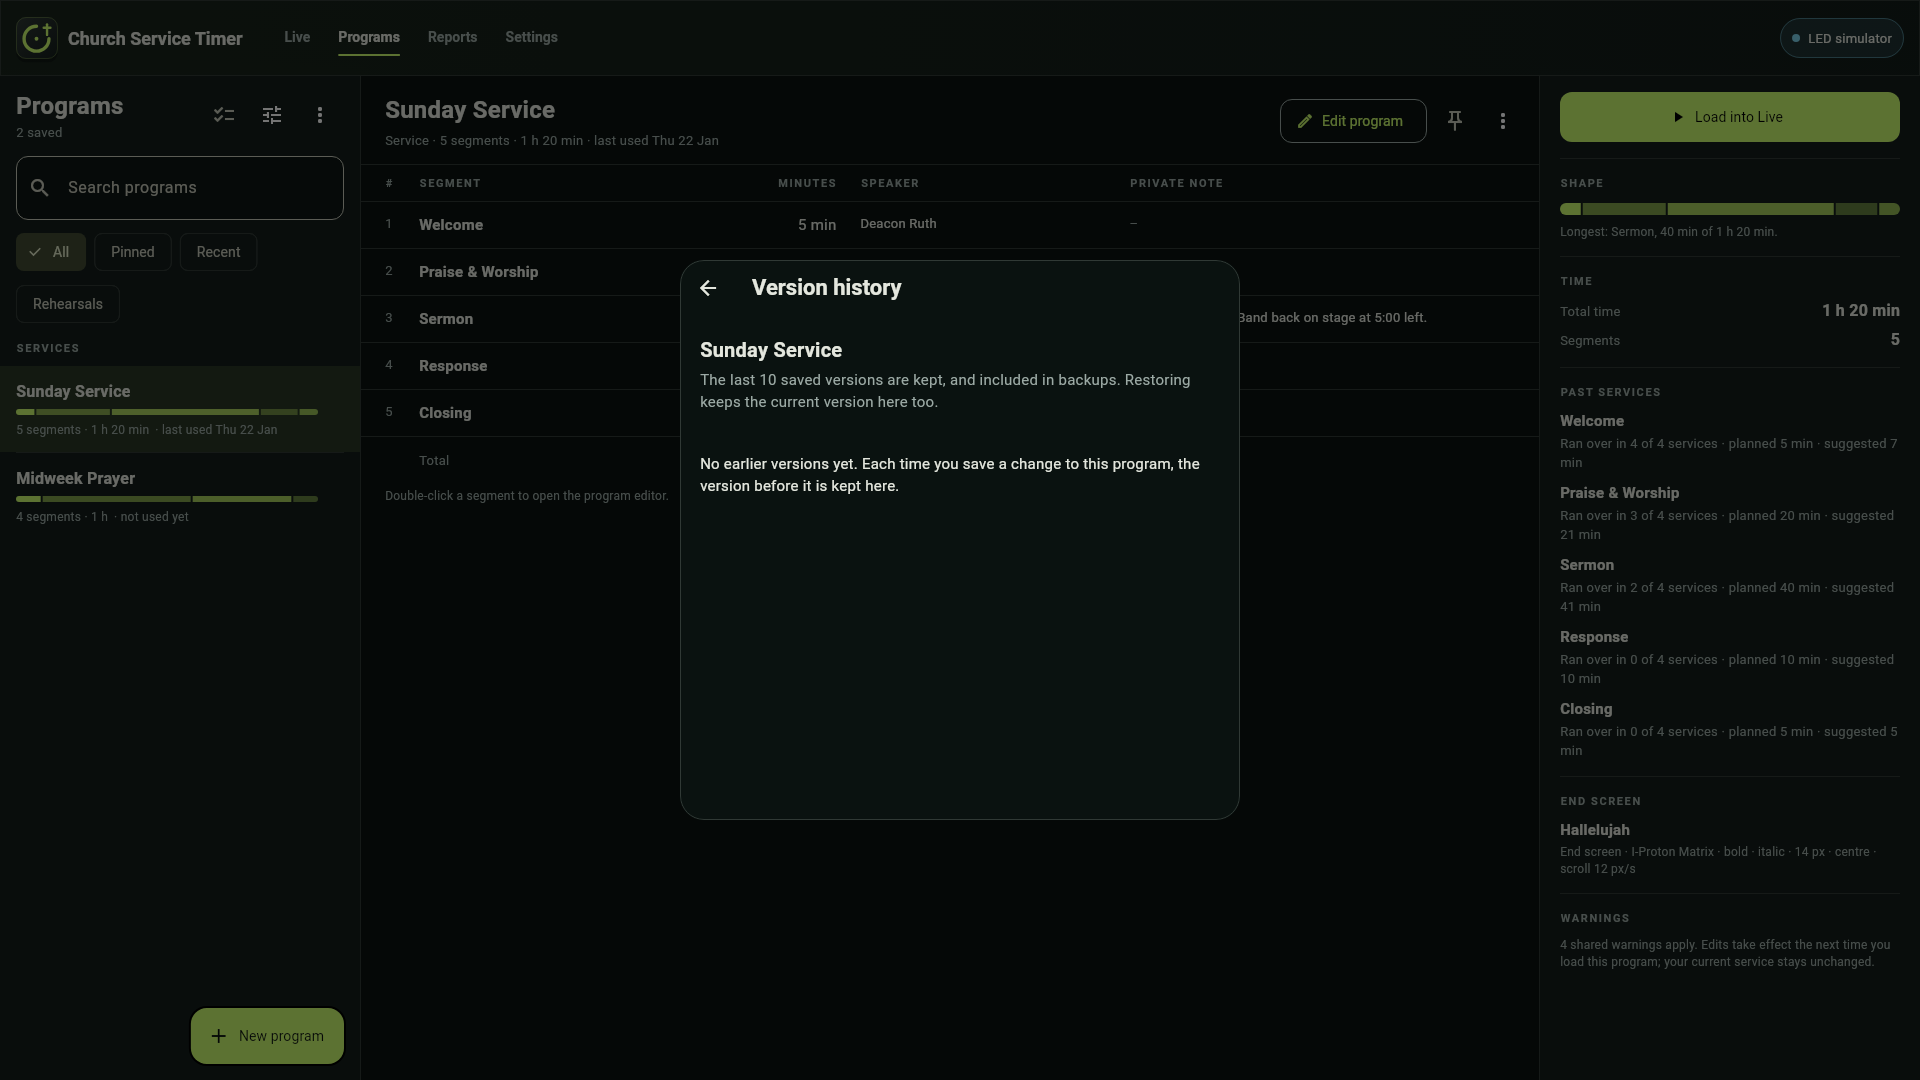 Church Service Timer
Live
Programs
Reports
Settings
LED simulator
Programs
2 saved
Search programs
All
Pinned
Recent
Rehearsals
SERVICES
Sunday Service
5 segments · 1 h 20 min · last used Thu 22 Jan
Midweek Prayer
4 segments · 1 h · not used yet
New program
Sunday Service
Service · 5 segments · 1 h 20 min · last used Thu 22 Jan
Edit program
# SEGMENT MINUTES SPEAKER PRIVATE NOTE
1 Welcome 5 min Deacon Ruth –
2 Praise & Worship
3 Sermon
Band back on stage at 5:00 left.
4 Response
5 Closing
Total
Double-click a segment to open the program editor.
Version history
Sunday Service
The last 10 saved versions are kept, and included in backups. Restoring
keeps the current version here too.
No earlier versions yet. Each time you save a change to this program, the
version before it is kept here.
Load into Live
SHAPE
Longest: Sermon, 40 min of 1 h 20 min.
TIME
Total time 1 h 20 min
Segments 5
PAST SERVICES
Welcome
Ran over in 4 of 4 services · planned 5 min · suggested 7
min
Praise & Worship
Ran over in 3 of 4 services · planned 20 min · suggested
21 min
Sermon
Ran over in 2 of 4 services · planned 40 min · suggested
41 min
Response
Ran over in 0 of 4 services · planned 10 min · suggested
10 min
Closing
Ran over in 0 of 4 services · planned 5 min · suggested 5
min
END SCREEN
Hallelujah
End screen · I-Proton Matrix · bold · italic · 14 px · centre ·
scroll 12 px/s
WARNINGS
4 shared warnings apply. Edits take effect the next time you
load this program; your current service stays unchanged.